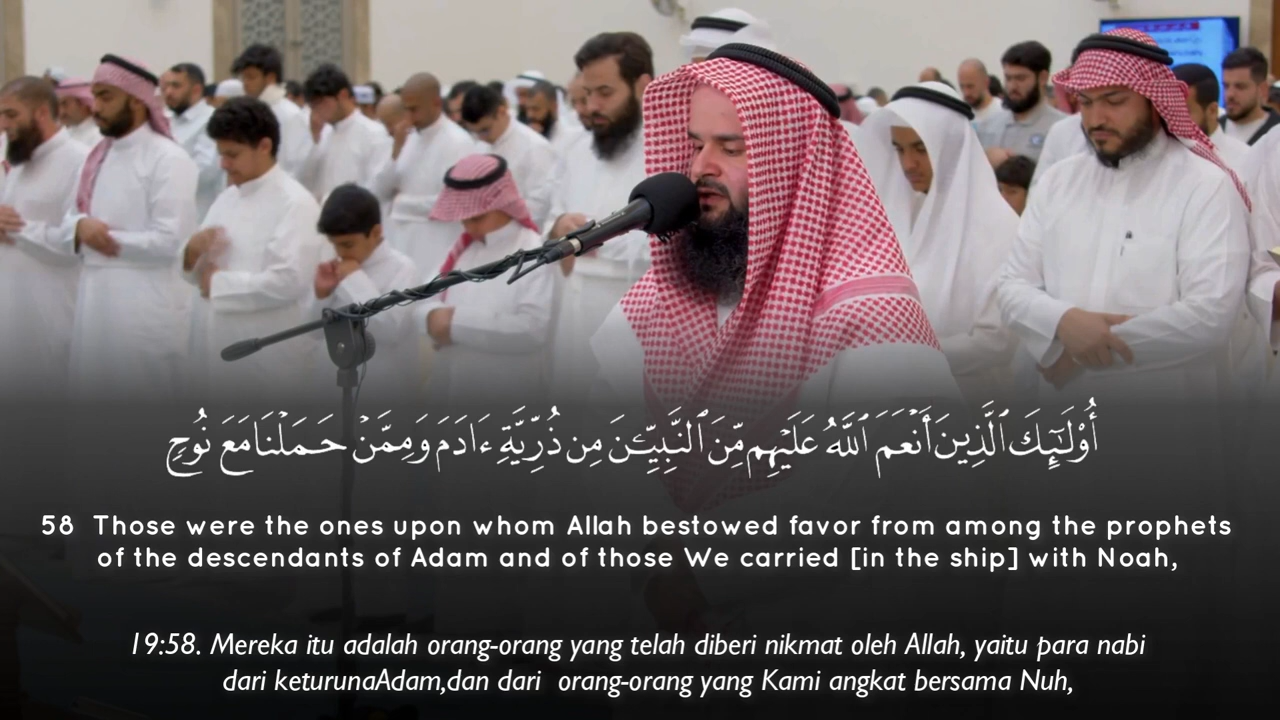 أُوْلَـٰٓئِكَ ٱلَّذِينَ أَنْعَمَ ٱللَّهُ عَلَيْهِم مِّنَ ٱلنَّبِيِّـۧنَ مِن ذُرِّيَّةِ ءَادَمَ وَمِمَّنْ حَمَلْنَا مَعَ نُوحٍ
58 Those were the ones upon whom Allah bestowed favor from among the prophets
of the descendants of Adam and of those We carried [in the ship] with Noah,
19:58. Mereka itu adalah orang-orang yang telah diberi nikmat oleh Allah, yaitu para nabi
dari keturunaAdam,dan dari orang-orang yang Kami angkat bersama Nuh,